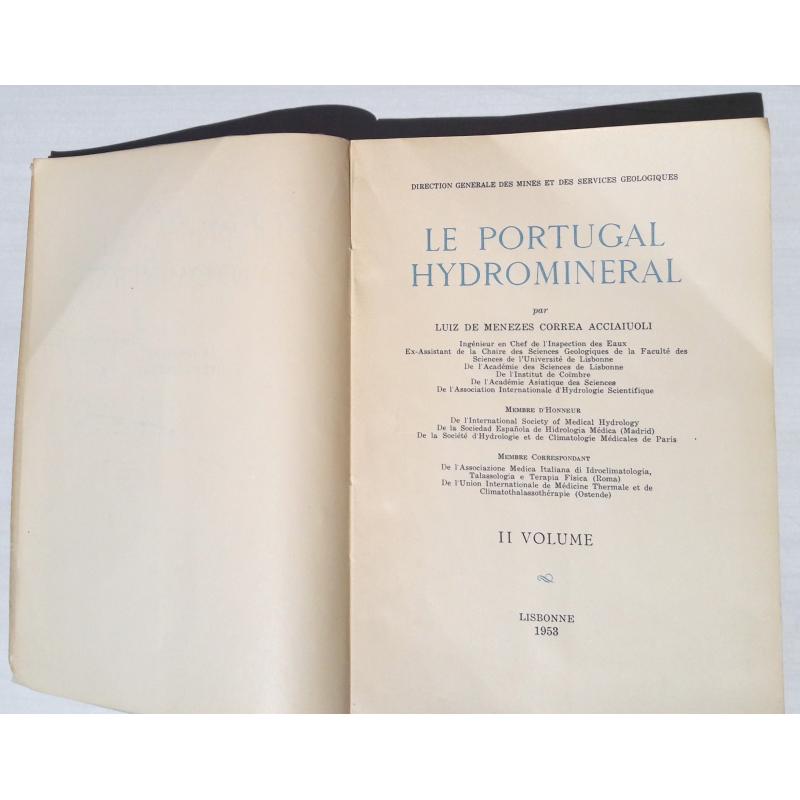 DIRECTION GENERALE DES MINES ET DES SERVICES GEOLOGIQUES
LE PORTUGAL
HYDROMINERAL
par
LUIZ DE MENEZES CORREA ACCIAIUOLI
Ingénieur en Chef de l'Inspection des Eaux
Ex-Assistant de la Chaire des Sciences Geologiques de la Faculté des
Sciences de l'Université de Lisbonne
De l'Académie des Sciences de Lisbonne
De l'Institut de Coïmbre
De l'Académie Asiatique des Sciences
De l'Association Internationale d'Hydrologie Scientifique
MEMBRE D'HONNEUR
De l'International Society of Medical Hydrology
De la Sociedad Española de Hidrologia Médica (Madrid)
De la Société d'Hydrologie et de Climatologie Médicales de Paris
MEMBRE CORRESPONDANT
De l'Associazione Medica Italiana di Idroclimatologia,
Talassologia e Terapia Fisica (Roma)
De l'Union Internationale de Médicine Thermale et de
Climatothalassothérapie (Ostende)
II VOLUME
LISBONNE
1953